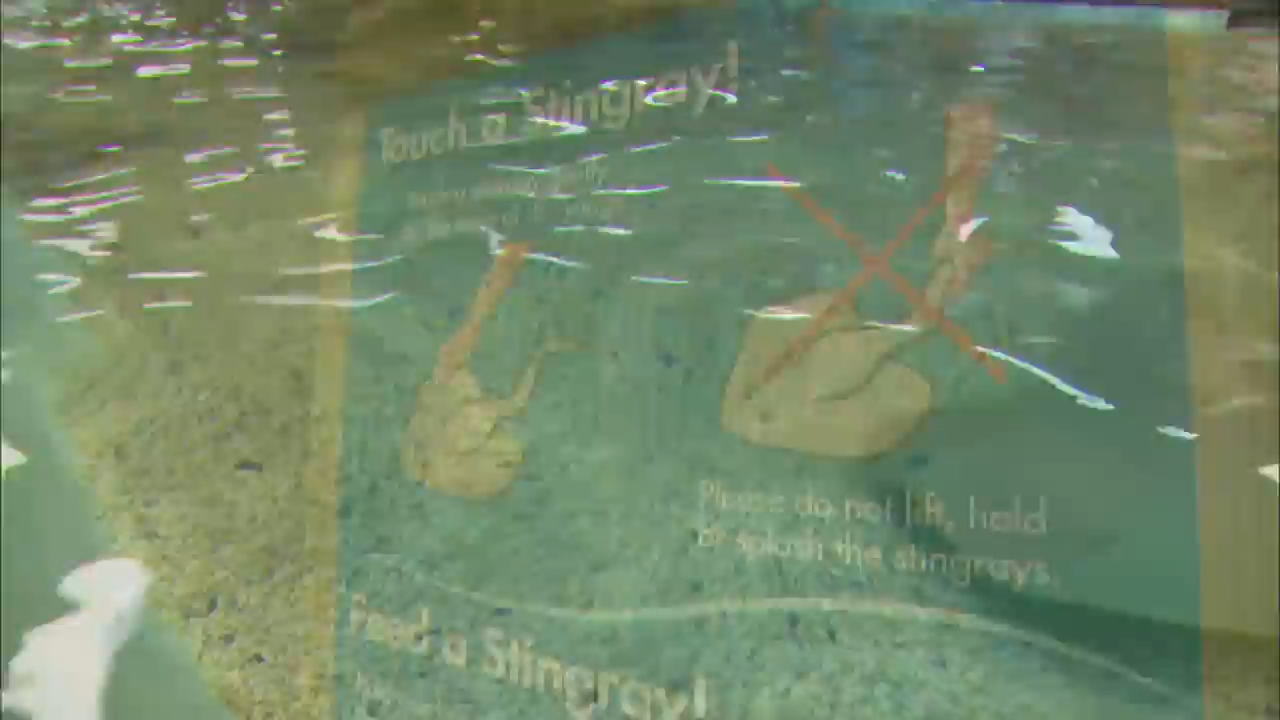 Touch a Stingray!
Please do not lift, hold
or splash the stingrays.
Feed a Stingray!